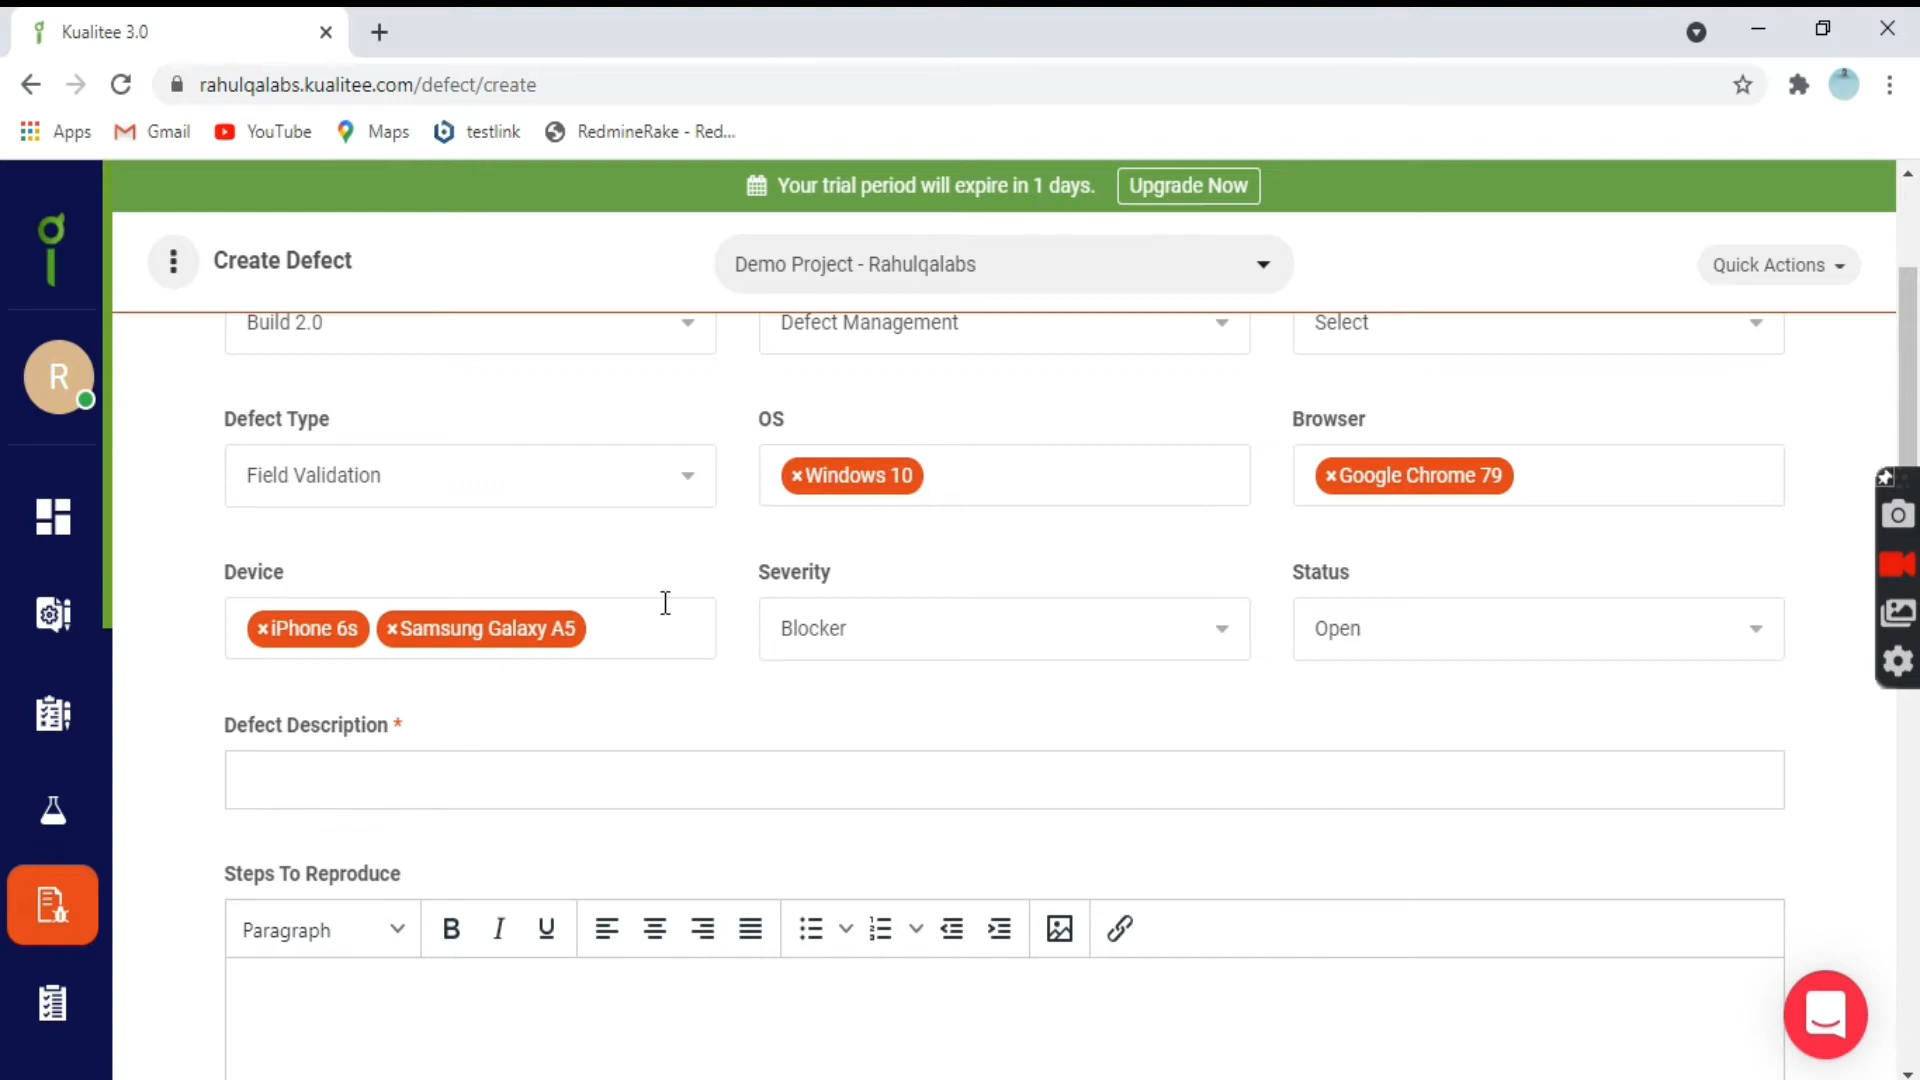 Kualitee 3.0
rahulqalabs.kualitee.com/defect/create
Apps Gmail YouTube Maps testlink RedmineRake - Red...
Your trial period will expire in 1 days. Upgrade Now
Create Defect Demo Project - Rahulqalabs Quick Actions
Build 2.0 Defect Management Select
Defect Type OS Browser
Field Validation ×Windows 10 ×Google Chrome 79
R
Device Severity Status
×iPhone 6s ×Samsung Galaxy A5 Blocker Open
Defect Description *
Steps To Reproduce
Paragraph B I U